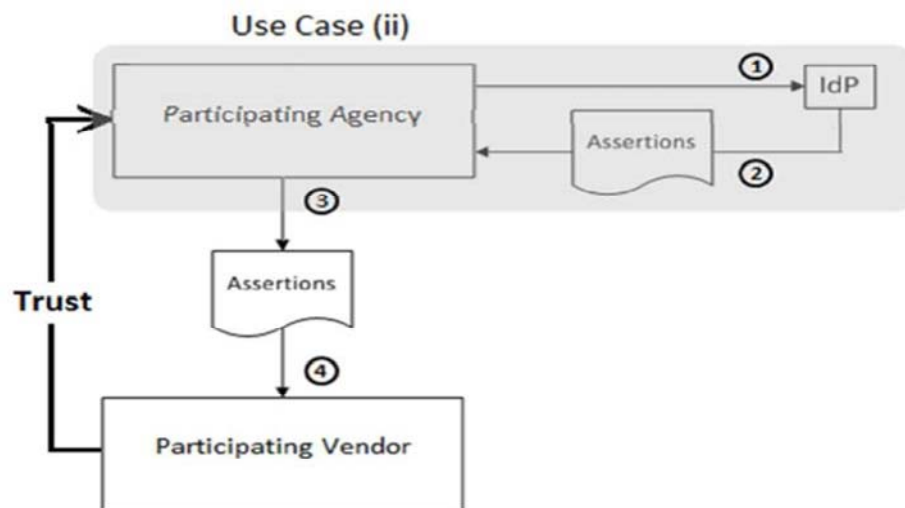 Use Case (ii)
1
IdP
Participating Agency
Assertions
2
3
Assertions
Trust
4
Participating Vendor